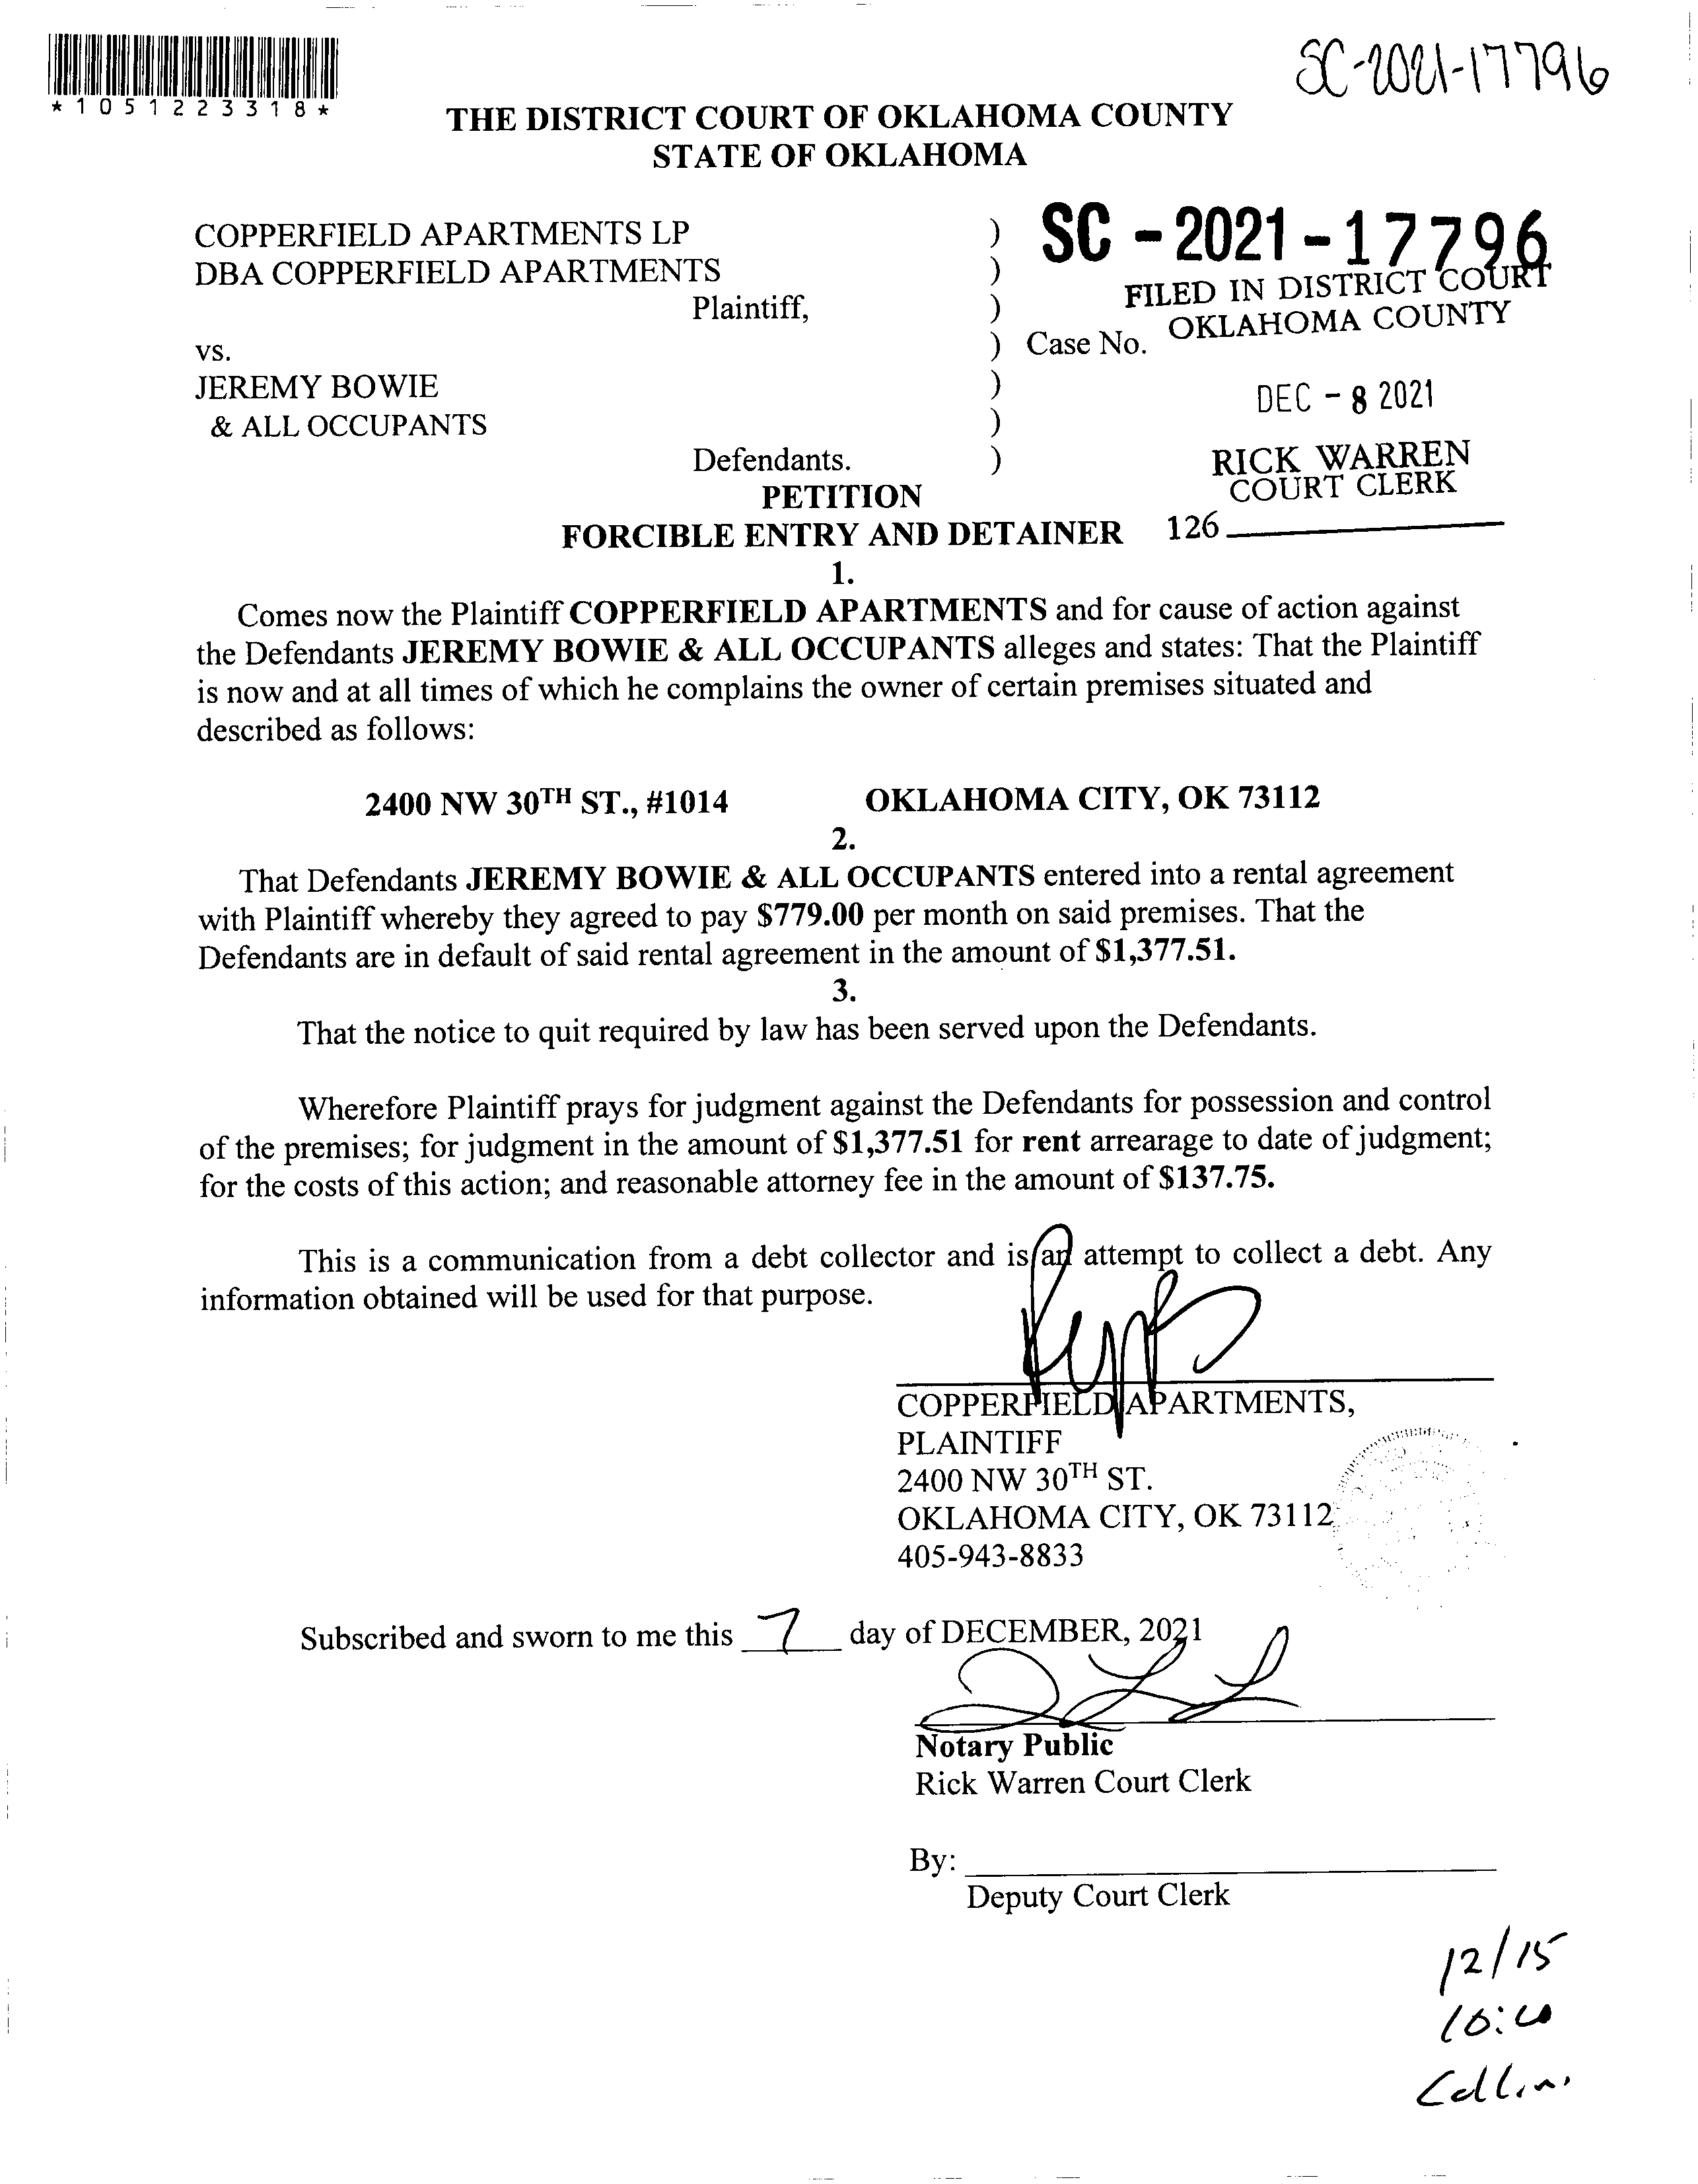 SC-2021-17796
*1051223318*
THE DISTRICT COURT OF OKLAHOMA COUNTY
STATE OF OKLAHOMA
COPPERFIELD APARTMENTS LP )
DBA COPPERFIELD APARTMENTS )
Plaintiff, )
vs. ) Case No.
JEREMY BOWIE )
& ALL OCCUPANTS )
Defendants. )
SC - 2021 - 17796
FILED IN DISTRICT COURT
OKLAHOMA COUNTY
DEC - 8 2021
RICK WARREN
COURT CLERK
126
PETITION
FORCIBLE ENTRY AND DETAINER
1.
Comes now the Plaintiff COPPERFIELD APARTMENTS and for cause of action against
the Defendants JEREMY BOWIE & ALL OCCUPANTS alleges and states: That the Plaintiff
is now and at all times of which he complains the owner of certain premises situated and
described as follows:
2400 NW 30TH ST., #1014 OKLAHOMA CITY, OK 73112
2.
That Defendants JEREMY BOWIE & ALL OCCUPANTS entered into a rental agreement
with Plaintiff whereby they agreed to pay $779.00 per month on said premises. That the
Defendants are in default of said rental agreement in the amount of $1,377.51.
3.
That the notice to quit required by law has been served upon the Defendants.
Wherefore Plaintiff prays for judgment against the Defendants for possession and control
of the premises; for judgment in the amount of $1,377.51 for rent arrearage to date of judgment;
for the costs of this action; and reasonable attorney fee in the amount of $137.75.
This is a communication from a debt collector and is an attempt to collect a debt. Any
information obtained will be used for that purpose.
COPPERFIELD APARTMENTS,
PLAINTIFF
2400 NW 30TH ST.
OKLAHOMA CITY, OK 73112
405-943-8833
Subscribed and sworn to me this 7 day of DECEMBER, 2021
Notary Public
Rick Warren Court Clerk
By:
Deputy Court Clerk
12/15